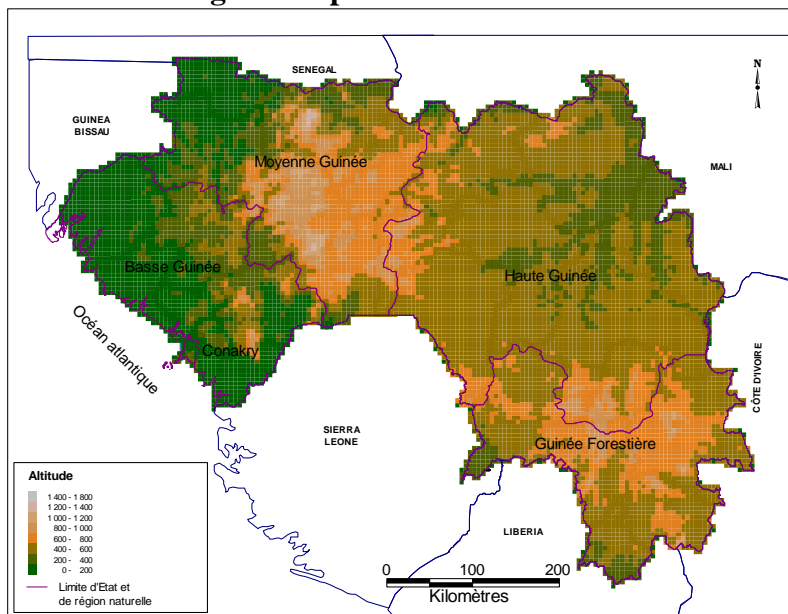 SENEGAL
N
GUINEA
BISSAU
Moyenne Guinée
MALI
Basse Guinée
Haute Guinée
Océan atlantique
Conakry
CÔTE D'IVOIRE
SIERRA
LEONE
Guinée Forestière
LIBERIA
Altitude
1 400 - 1 800
1 200 - 1 400
1 000 - 1 200
800 - 1 000
600 - 800
400 - 600
200 - 400
0 - 200
Limite d'Etat et
de région naturelle
0 100 200
Kilomètres